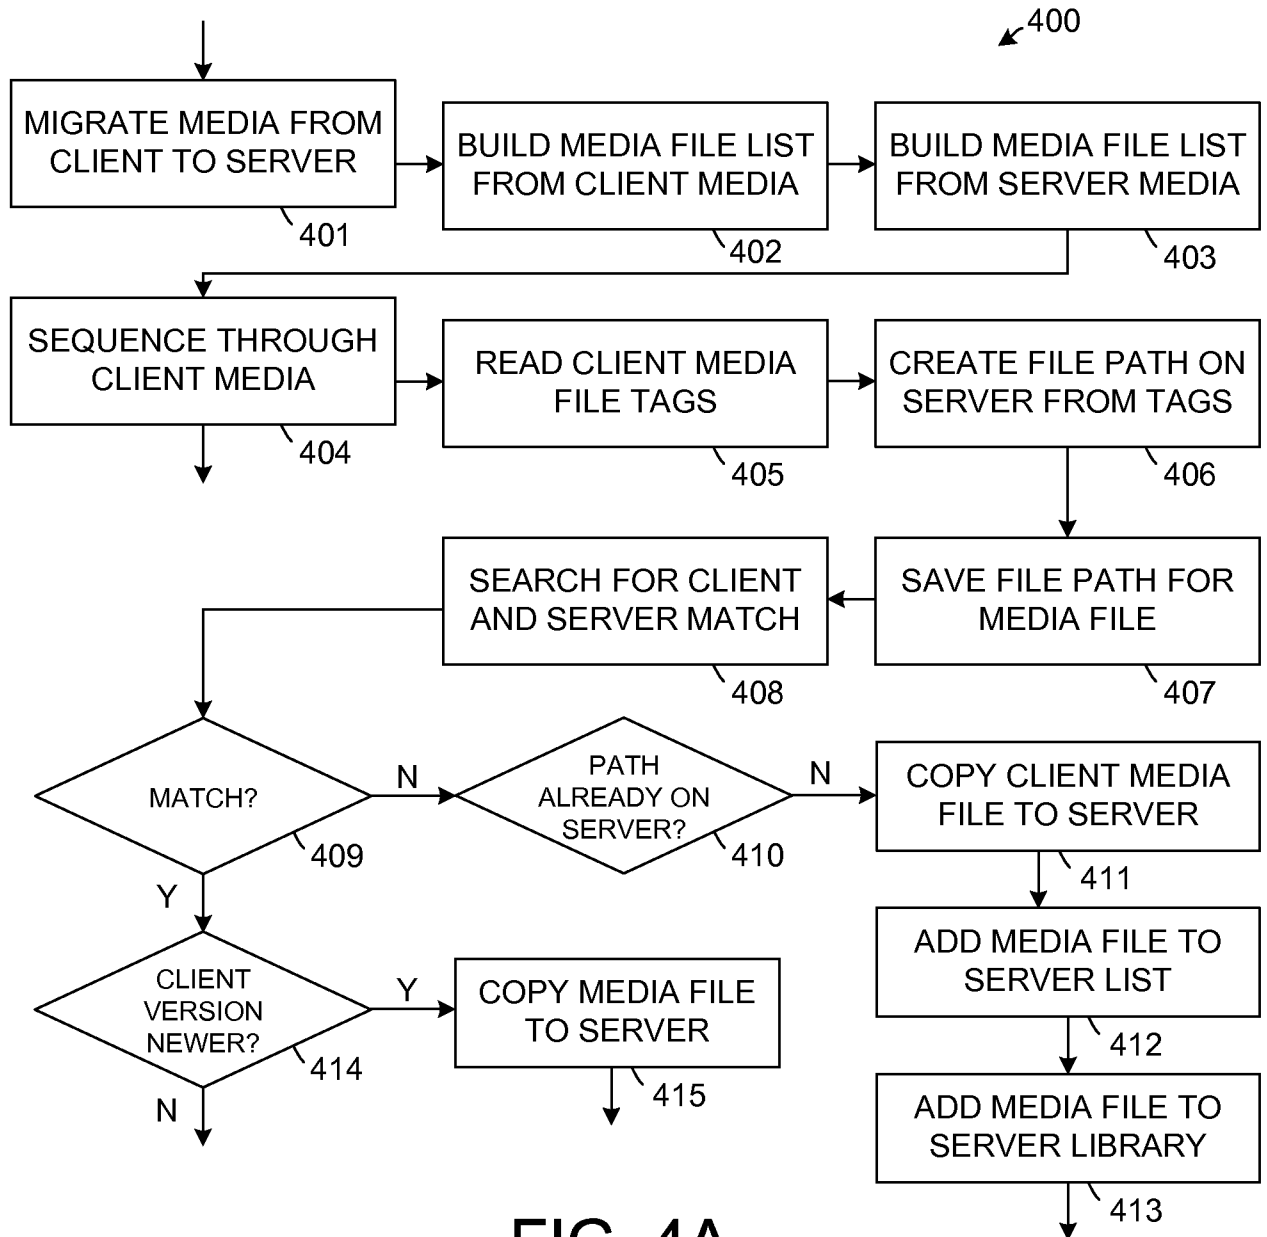 400
MIGRATE MEDIA FROM
CLIENT TO SERVER
401
BUILD MEDIA FILE LIST
FROM CLIENT MEDIA
402
BUILD MEDIA FILE LIST
FROM SERVER MEDIA
403
SEQUENCE THROUGH
CLIENT MEDIA
404
READ CLIENT MEDIA
FILE TAGS
405
CREATE FILE PATH ON
SERVER FROM TAGS
406
SAVE FILE PATH FOR
MEDIA FILE
407
SEARCH FOR CLIENT
AND SERVER MATCH
408
MATCH?
409
N
Y
PATH
ALREADY ON
SERVER?
410
N
COPY CLIENT MEDIA
FILE TO SERVER
411
ADD MEDIA FILE TO
SERVER LIST
412
ADD MEDIA FILE TO
SERVER LIBRARY
413
CLIENT
VERSION
NEWER?
414
Y
N
COPY MEDIA FILE
TO SERVER
415
FIG. 4A